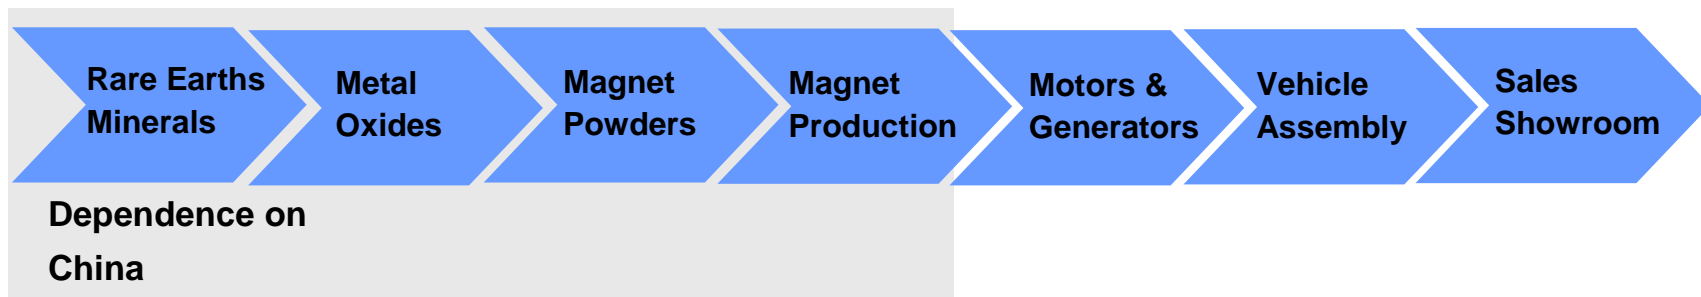 Rare Earths
Minerals
Metal
Oxides
Magnet
Powders
Magnet
Production
Motors &
Generators
Vehicle
Assembly
Sales
Showroom
Dependence on
China